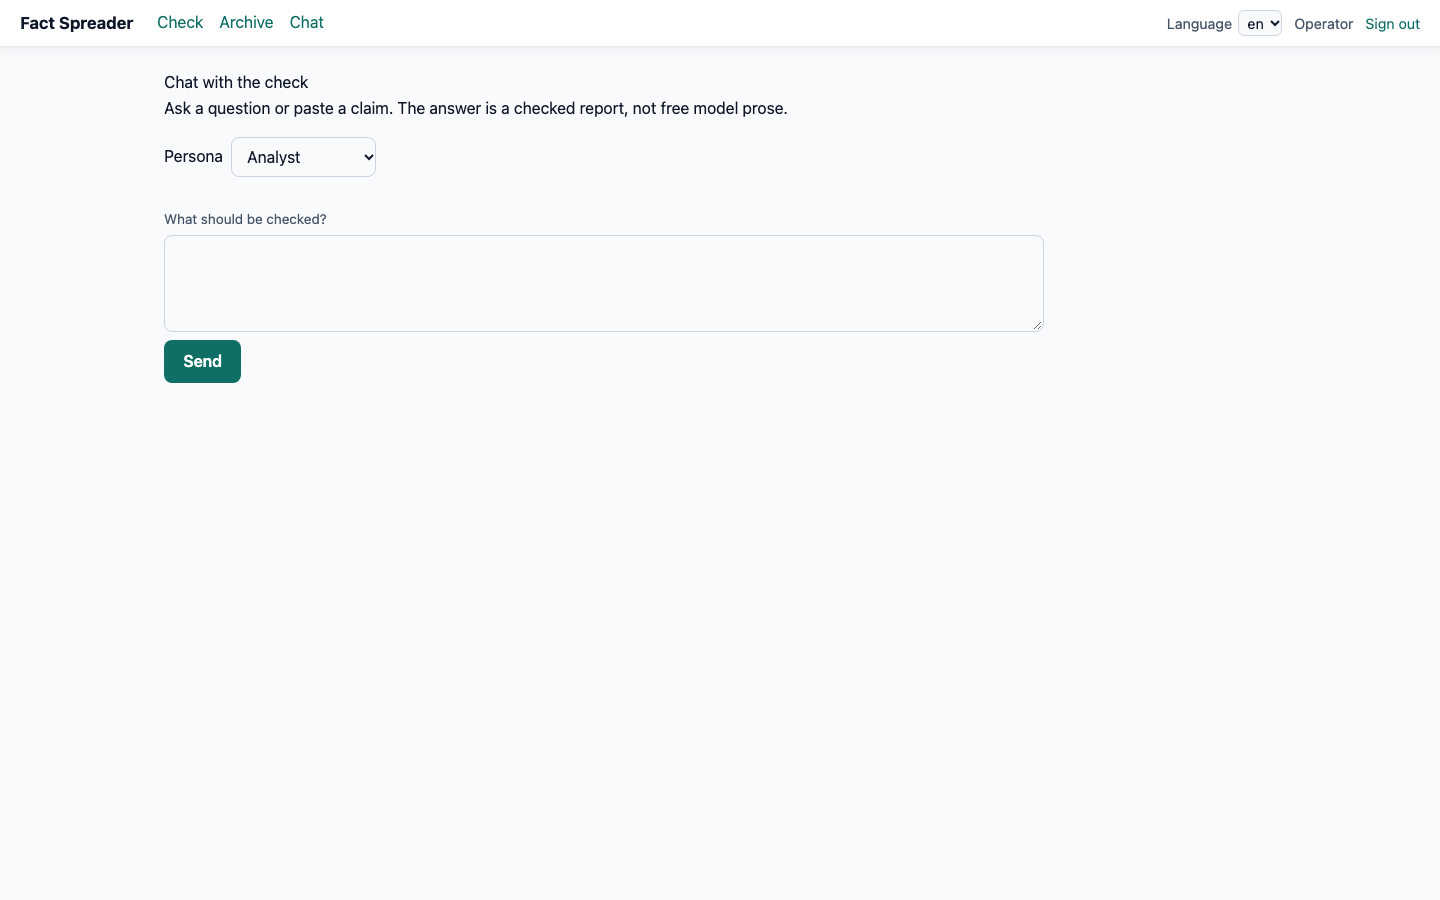 Fact Spreader Check Archive Chat Language en Operator Sign out
Chat with the check
Ask a question or paste a claim. The answer is a checked report, not free model prose.
Persona Analyst
What should be checked?
Send